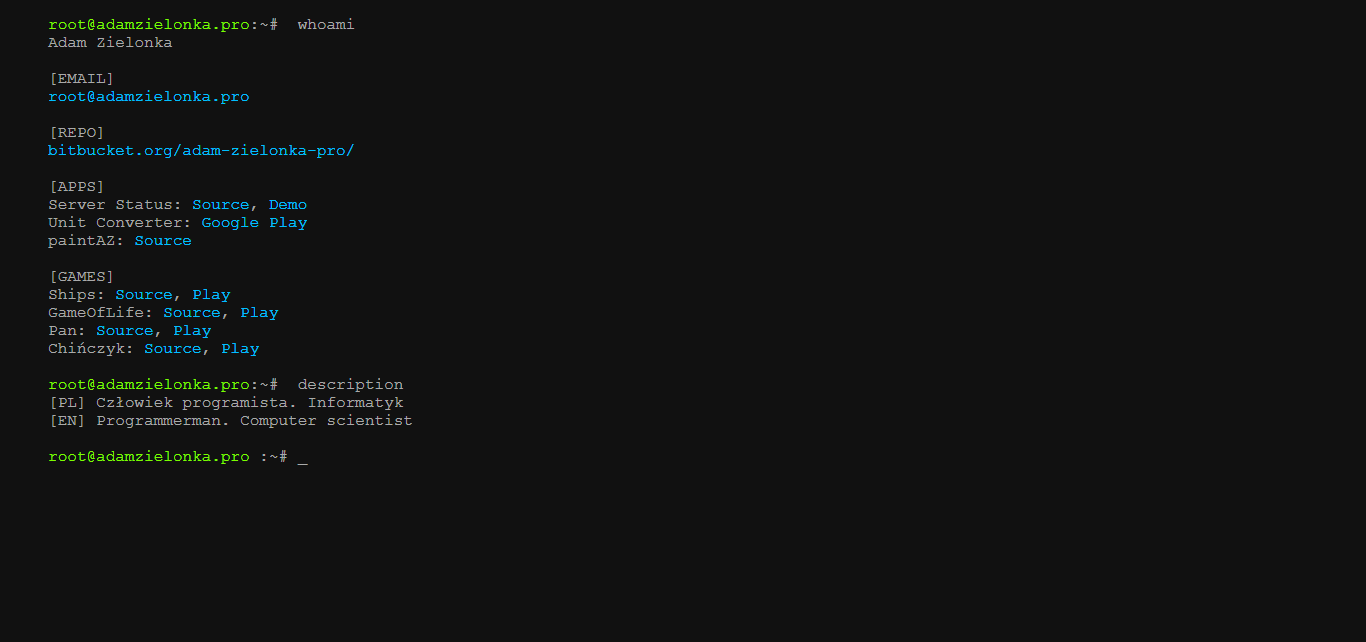 root@adamzielonka.pro:~#  whoami
Adam Zielonka
[EMAIL]
root@adamzielonka.pro
[REPO]
bitbucket.org/adam-zielonka-pro/
[APPS]
Server Status: Source, Demo
Unit Converter: Google Play
paintAZ: Source
[GAMES]
Ships: Source, Play
GameOfLife: Source, Play
Pan: Source, Play
Chińczyk: Source, Play
root@adamzielonka.pro:~#  description
[PL] Człowiek programista. Informatyk
[EN] Programmerman. Computer scientist
root@adamzielonka.pro :~# _